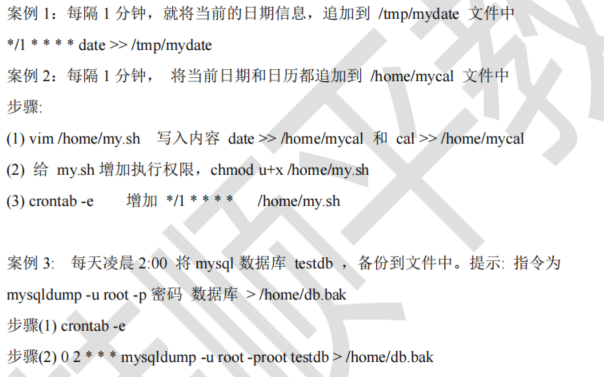 案例 1：每隔 1 分钟，就将当前的日期信息，追加到 /tmp/mydate 文件中
*/1 * * * * date >> /tmp/mydate
案例 2：每隔 1 分钟， 将当前日期和日历都追加到 /home/mycal 文件中
步骤:
(1) vim /home/my.sh 写入内容 date >> /home/mycal 和 cal >> /home/mycal
(2) 给 my.sh 增加执行权限，chmod u+x /home/my.sh
(3) crontab -e 增加 */1 * * * * /home/my.sh
案例 3: 每天凌晨 2:00 将 mysql 数据库 testdb ，备份到文件中。提示: 指令为
mysqldump -u root -p 密码 数据库 > /home/db.bak
步骤(1) crontab -e
步骤(2) 0 2 * * * mysqldump -u root -proot testdb > /home/db.bak
顺平教